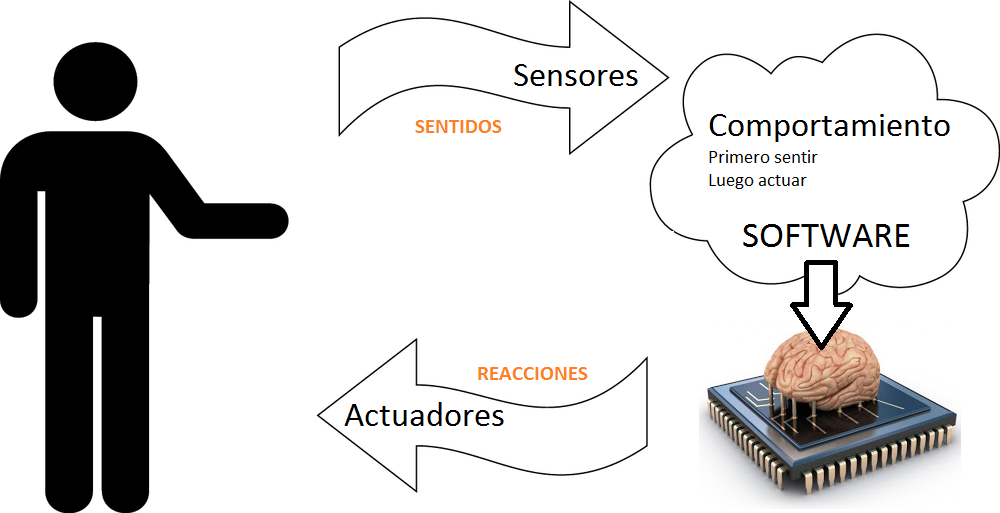 Sensores
SENTIDOS
Comportamiento
Primero sentir
Luego actuar
SOFTWARE
REACCIONES
Actuadores